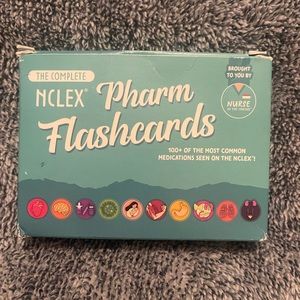 THE COMPLETE
NCLEX® Pharm
Flashcards
BROUGHT
TO YOU BY
NURSE
100+ OF THE MOST COMMON
MEDICATIONS SEEN ON THE NCLEX®!